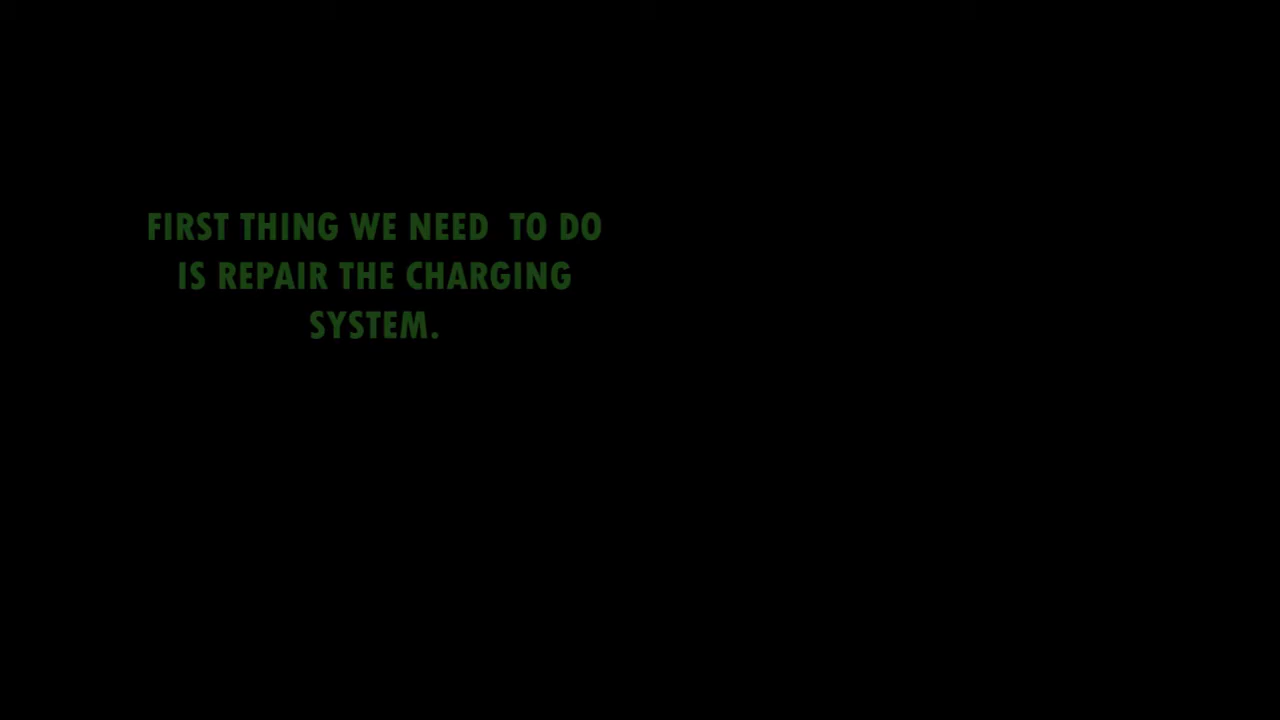 FIRST THING WE NEED  TO DO
IS REPAIR THE CHARGING
SYSTEM.